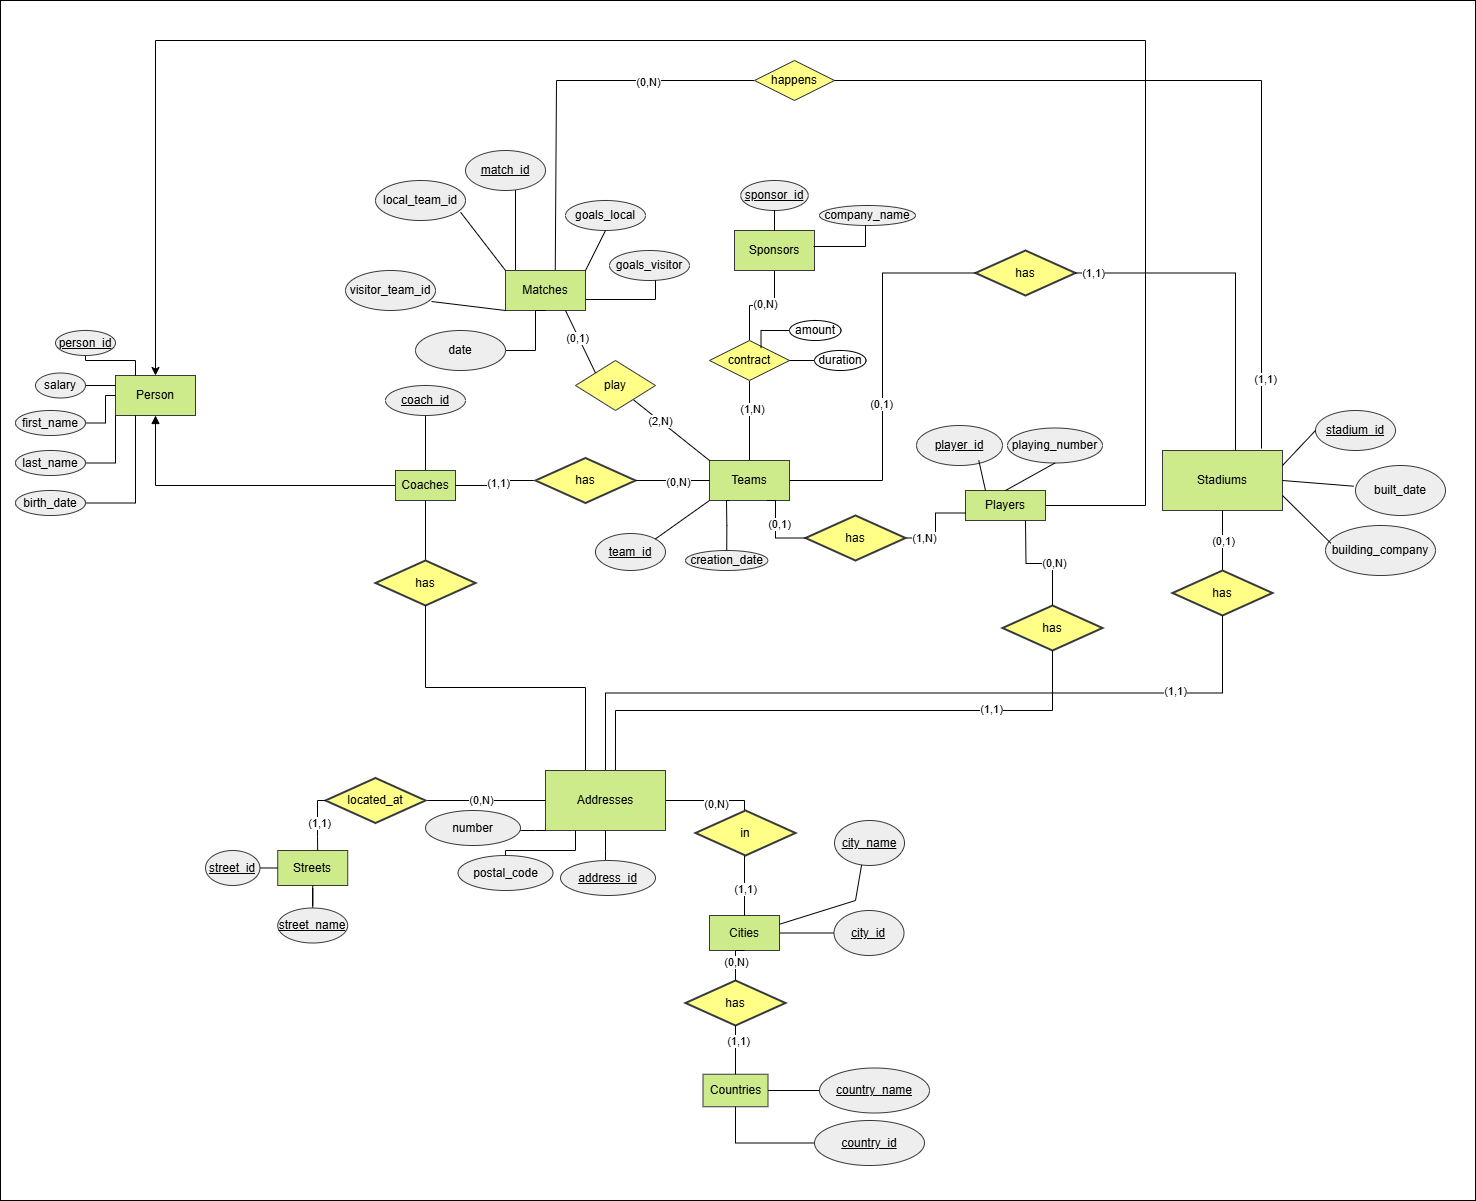 happens
(0,N)
match_id
local_team_id
goals_local
sponsor_id
company_name
Sponsors
goals_visitor
has
(1,1)
visitor_team_id
Matches
(0,N)
amount
person_id
date
(0,1)
contract
duration
(1,1)
salary
Person
play
coach_id
(1,N)
(0,1)
first_name
(2,N)
stadium_id
last_name
player_id
playing_number
birth_date
Coaches
(1,1)
has
(0,N)
Teams
Stadiums
built_date
Players
(0,1)
team_id
creation_date
has
(1,N)
(0,1)
building_company
(0,N)
has
has
has
(1,1)
(1,1)
located_at
(0,N)
Addresses
(0,N)
(1,1)
number
in
city_name
street_id
Streets
postal_code
address_id
(1,1)
street_name
Cities
city_id
(0,N)
has
(1,1)
Countries
country_name
country_id